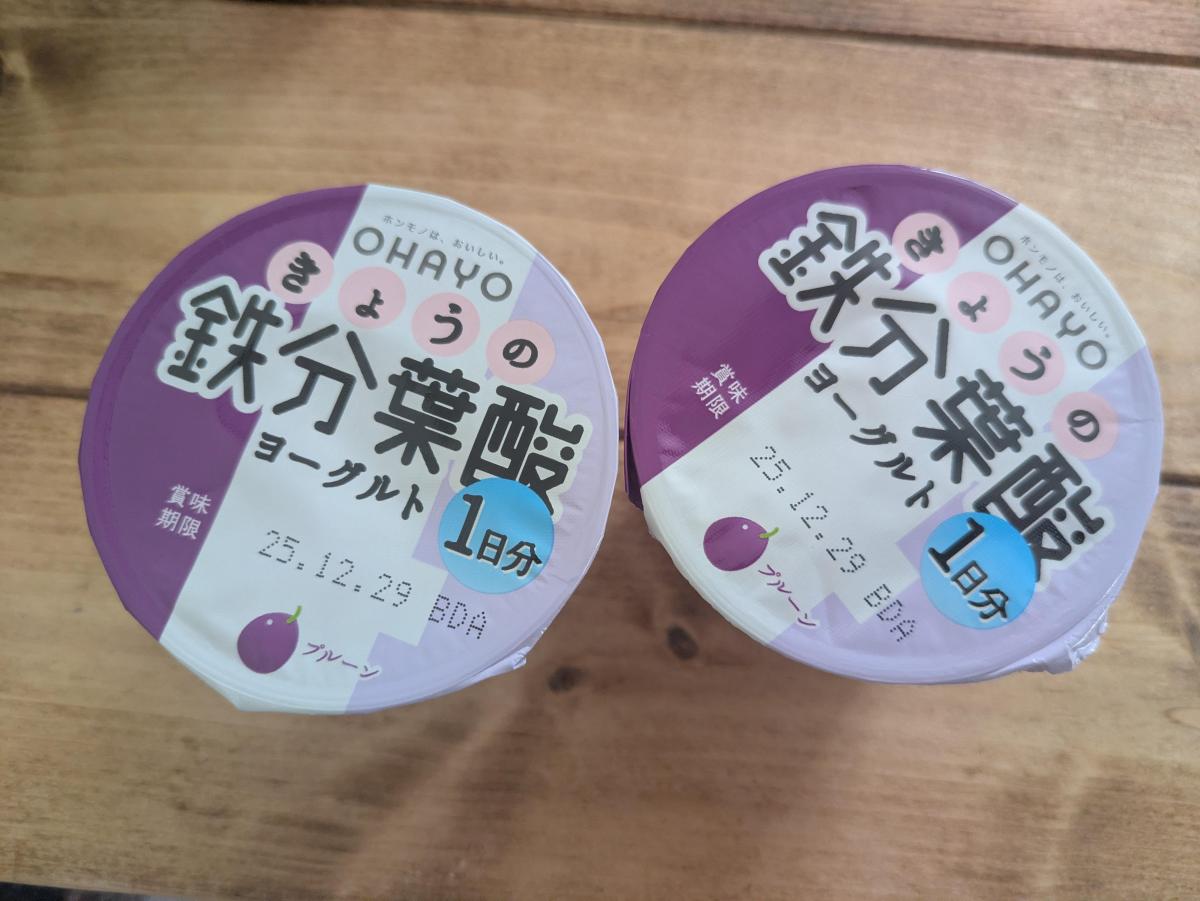 ホンモノは、おいしい。
OHAYO
きょうの
鉄分葉酸
ヨーグルト
1日分
賞味
期限
25.12.29 BDA
プルーン
ホンモノは、おいしい。
OHAYO
きょうの
鉄分葉酸
ヨーグルト
1日分
賞味
期限
25.12.29 BDA
プルーン